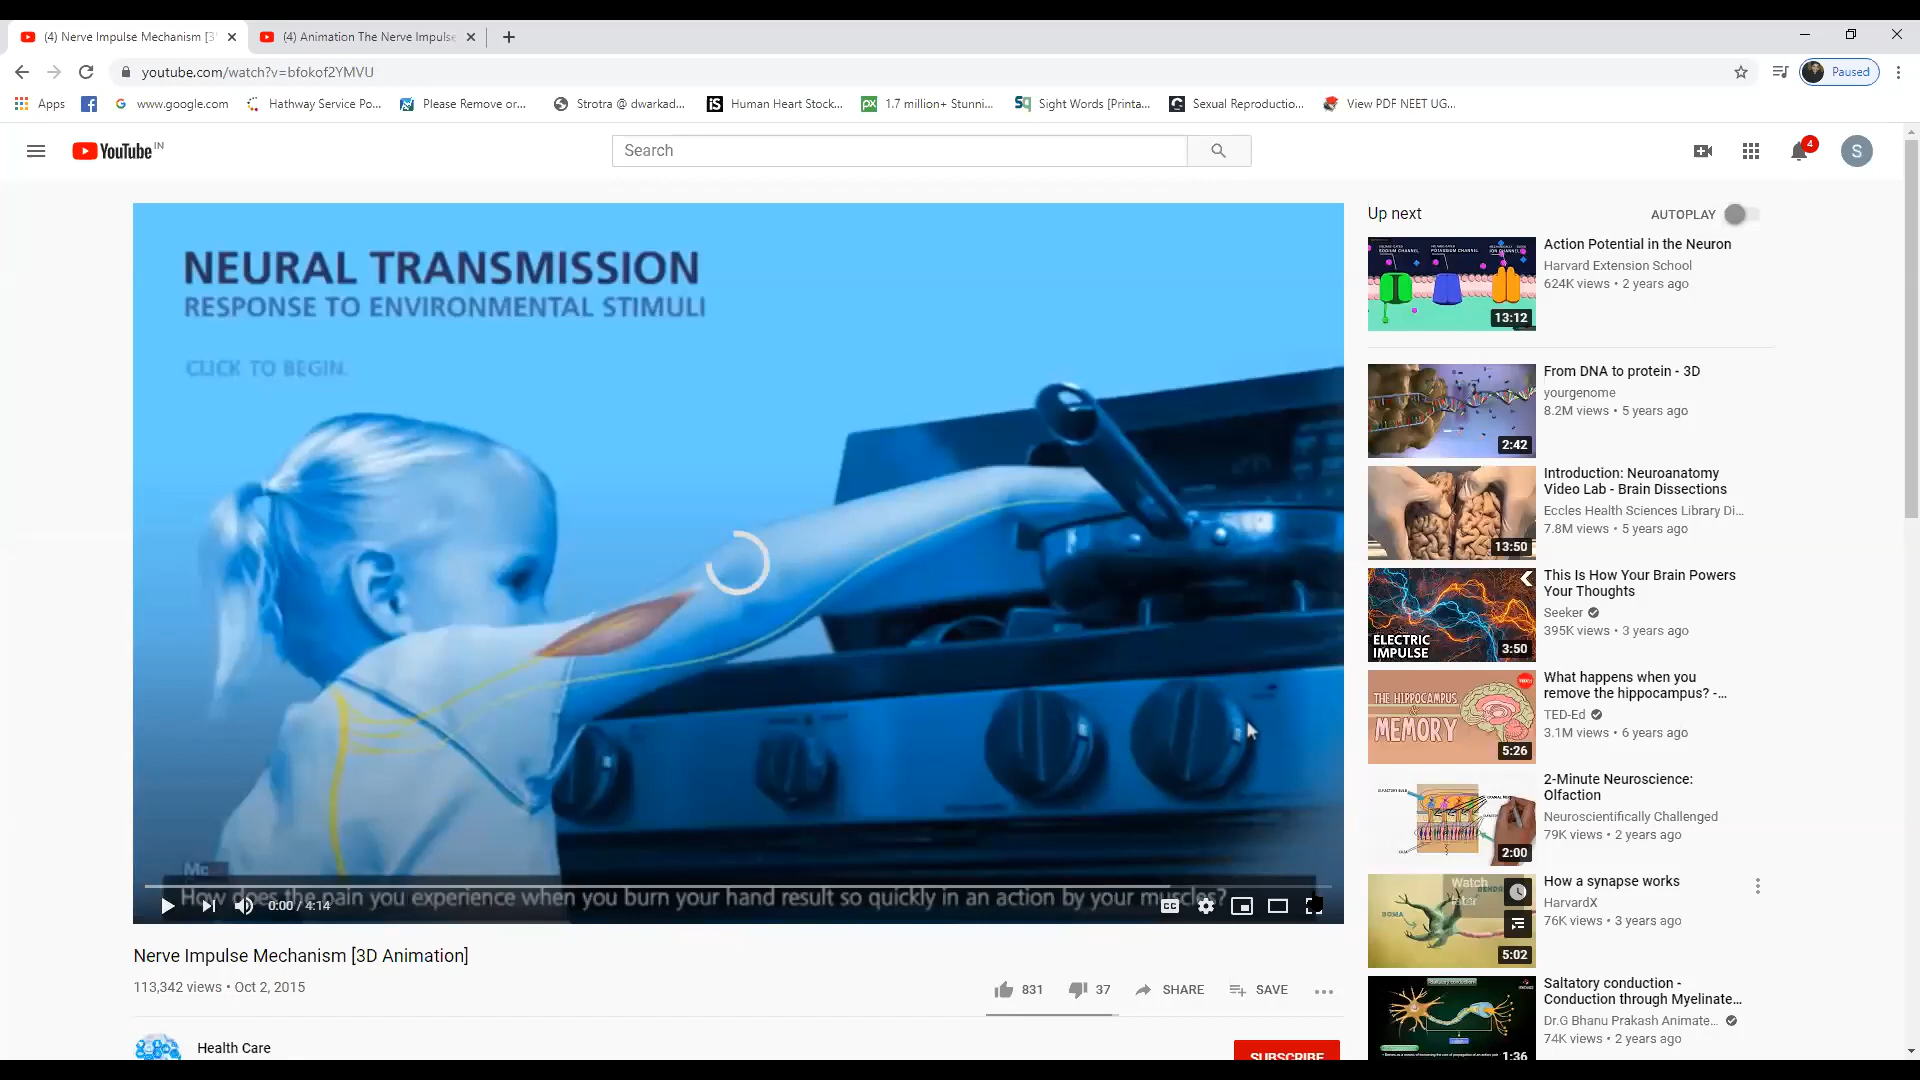 (4) Nerve Impulse Mechanism [3
(4) Animation The Nerve Impulse
youtube.com/watch?v=bfokof2YMVU
Paused
Apps
www.google.com
Hathway Service Po...
Please Remove or...
Strotra @ dwarkad...
Human Heart Stock...
1.7 million+ Stunni...
Sight Words [Printa...
Sexual Reproductio...
View PDF NEET UG...
YouTube IN
Search
4
S
NEURAL TRANSMISSION
RESPONSE TO ENVIRONMENTAL STIMULI
CLICK TO BEGIN.
Mc
How does the pain you experience when you burn your hand result so quickly in an action by your muscles?
0:00 / 4:14
CC
Nerve Impulse Mechanism [3D Animation]
113,342 views • Oct 2, 2015
831
37
SHARE
SAVE
Health Care
SUBSCRIBE
Up next
AUTOPLAY
SODIUM CHANNEL
POTASSIUM CHANNEL
13:12
Action Potential in the Neuron
Harvard Extension School
624K views • 2 years ago
2:42
From DNA to protein - 3D
yourgenome
8.2M views • 5 years ago
13:50
Introduction: Neuroanatomy
Video Lab - Brain Dissections
Eccles Health Sciences Library Di...
7.8M views • 5 years ago
ELECTRIC
IMPULSE
3:50
This Is How Your Brain Powers
Your Thoughts
Seeker
395K views • 3 years ago
THE HIPPOCAMPUS
&
MEMORY
5:26
What happens when you
remove the hippocampus? -...
TED-Ed
3.1M views • 6 years ago
2:00
2-Minute Neuroscience:
Olfaction
Neuroscientifically Challenged
79K views • 2 years ago
Watch
later
SOMA
5:02
How a synapse works
HarvardX
76K views • 3 years ago
Saltatory conduction
1:36
Saltatory conduction -
Conduction through Myelinate...
Dr.G Bhanu Prakash Animate...
74K views • 2 years ago